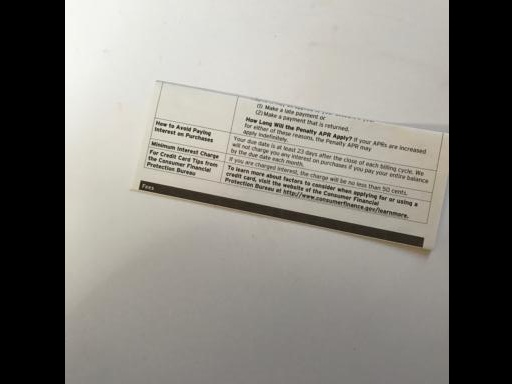 (1) Make a late payment or
(2) Make a payment that is returned.
How Long Will the Penalty APR Apply? If your APRs are increased
for either of these reasons, the Penalty APR may
apply indefinitely.
How to Avoid Paying
Interest on Purchases
Your due date is at least 23 days after the close of each billing cycle. We
will not charge you any interest on purchases if you pay your entire balance
by the due date each month.
Minimum Interest Charge
If you are charged interest, the charge will be no less than 50 cents.
For Credit Card Tips from
the Consumer Financial
Protection Bureau
To learn more about factors to consider when applying for or using a
credit card, visit the website of the Consumer Financial
Protection Bureau at http://www.consumerfinance.gov/learnmore.
Fees